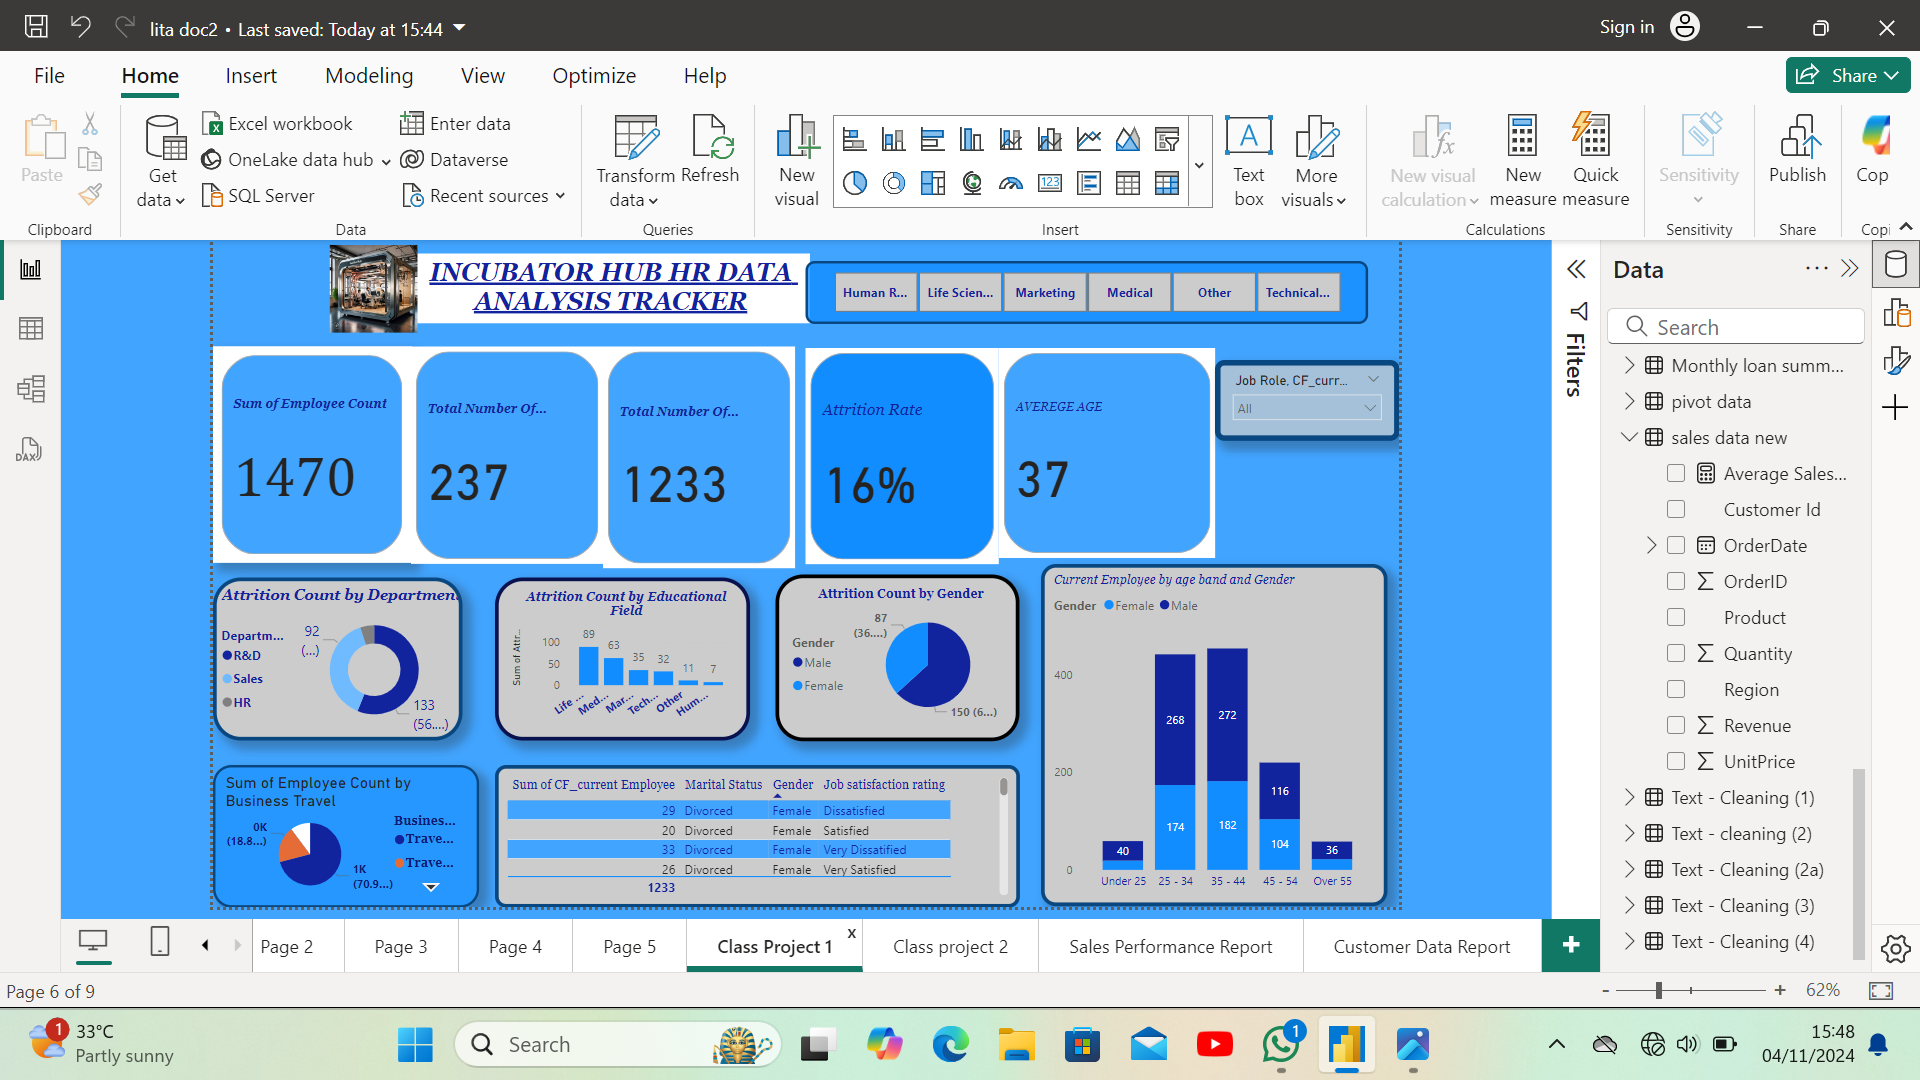 lita doc2 • Last saved: Today at 15:44
Sign in
File
Home
Insert
Modeling
View
Optimize
Help
Share
Paste
Get data
Excel workbook
OneLake data hub
SQL Server
Enter data
Dataverse
Recent sources
Transform data
Refresh
New visual
Text box
More visuals
New visual calculation
New measure
Quick measure
Sensitivity
Publish
Cop
Clipboard
Data
Queries
Insert
Calculations
Sensitivity
Share
Copi
INCUBATOR HUB HR DATA
ANALYSIS TRACKER
Human R...
Life Scien...
Marketing
Medical
Other
Technical...
Sum of Employee Count
1470
Total Number Of...
237
Total Number Of...
1233
Attrition Rate
16%
AVEREGE AGE
37
Job Role, CF_curr...
All
Attrition Count by Department
Departm...
R&D
Sales
HR
92
(...)
133
(56....)
Attrition Count by Educational
Field
Sum of Attr...
100
50
0
89
63
35
32
11
7
Life ...
Med...
Mar...
Tech...
Other
Hum...
Attrition Count by Gender
Gender
Male
Female
87
(36....)
150 (6...)
Current Employee by age band and Gender
Gender Female Male
400
200
0
40
268
174
272
182
116
104
36
Under 25
25 - 34
35 - 44
45 - 54
Over 55
Sum of Employee Count by
Business Travel
0K
(18.8...)
1K
(70.9...)
Busines...
Trave...
Trave...
Sum of CF_current Employee Marital Status Gender Job satisfaction rating
29 Divorced Female Dissatisfied
20 Divorced Female Satisfied
33 Divorced Female Very Dissatified
26 Divorced Female Very Satisfied
1233
Filters
Data
Search
Monthly loan summ...
pivot data
sales data new
Average Sales...
Customer Id
OrderDate
OrderID
Product
Quantity
Region
Revenue
UnitPrice
Text - Cleaning (1)
Text - cleaning (2)
Text - Cleaning (2a)
Text - Cleaning (3)
Text - Cleaning (4)
DAX
Page 2
Page 3
Page 4
Page 5
Class Project 1
x
Class project 2
Sales Performance Report
Customer Data Report
+
Page 6 of 9
- + 62%
1
33°C
Partly sunny
Search
1
15:48
04/11/2024